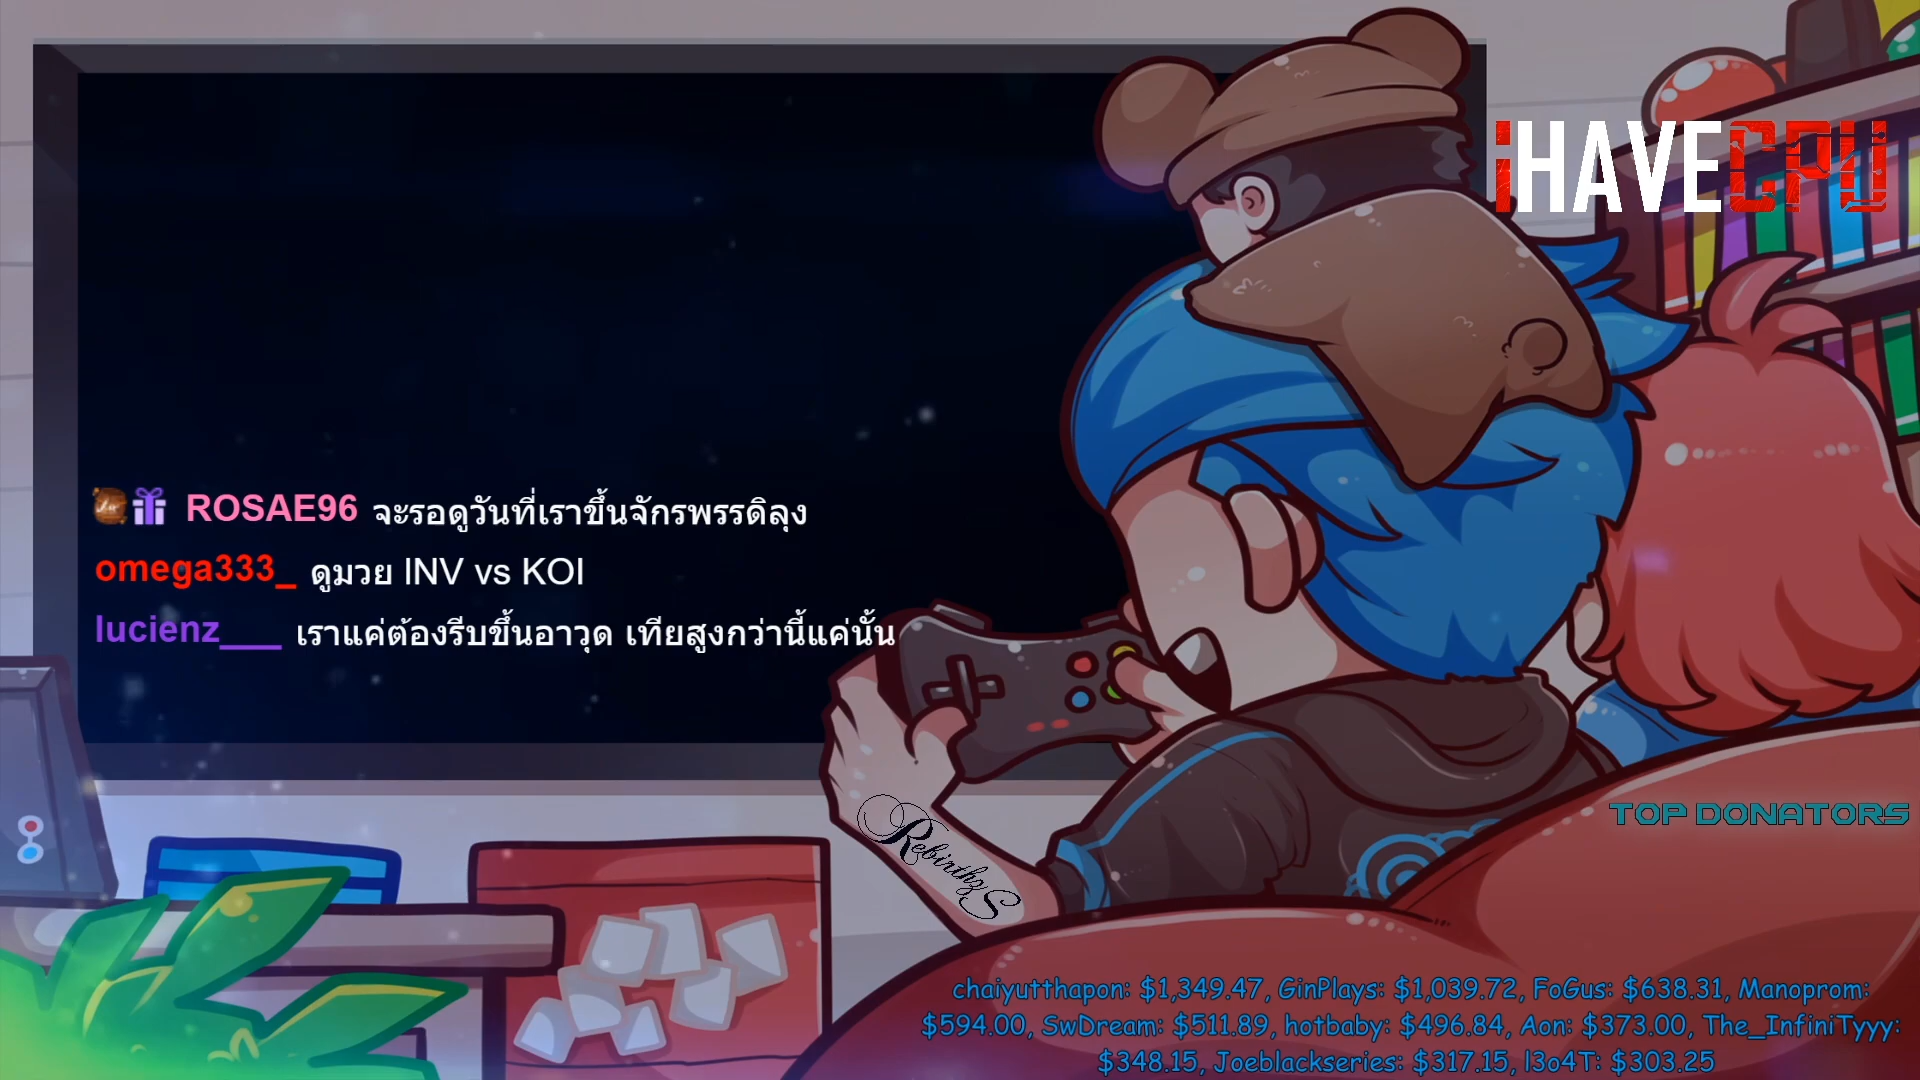 iHAVECPU
ROSAE96 จะรอดูวันที่เราขึ้นจักรพรรดิลุง
omega333_ ดูมวย INV vs KOI
lucienz___ เราแค่ต้องรีบขึ้นอาวุด เทียสูงกว่านี้แค่นั้น
RebirthzS
TOP DONATORS
chaiyutthapon: $1,349.47, GinPlays: $1,039.72, FoGus: $638.31, Manoprom:
$594.00, SwDream: $511.89, hotbaby: $496.84, Aon: $373.00, The_InfiniTyyy:
$348.15, Joeblackseries: $317.15, l3o4T: $303.25